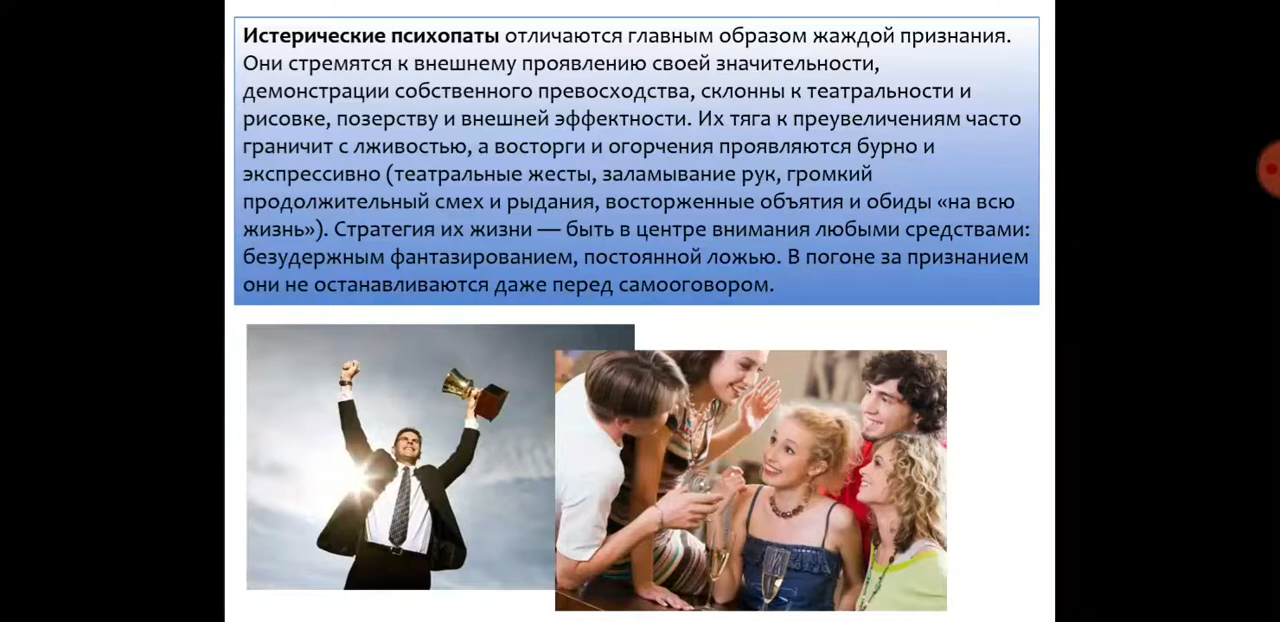 Истерические психопаты отличаются главным образом жаждой признания.
Они стремятся к внешнему проявлению своей значительности,
демонстрации собственного превосходства, склонны к театральности и
рисовке, позерству и внешней эффектности. Их тяга к преувеличениям часто
граничит с лживостью, а восторги и огорчения проявляются бурно и
экспрессивно (театральные жесты, заламывание рук, громкий
продолжительный смех и рыдания, восторженные объятия и обиды «на всю
жизнь»). Стратегия их жизни — быть в центре внимания любыми средствами:
безудержным фантазированием, постоянной ложью. В погоне за признанием
они не останавливаются даже перед самооговором.